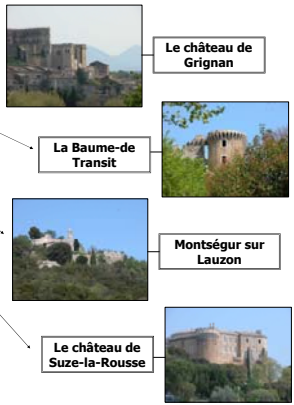 Le château de
Grignan
La Baume-de
Transit
Montségur sur
Lauzon
Le château de
Suze-la-Rousse